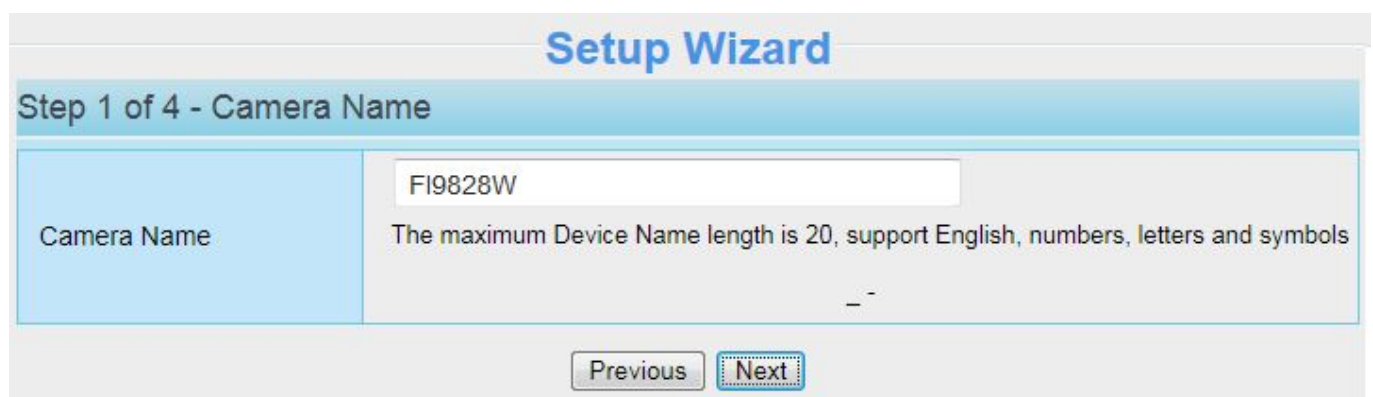 Setup Wizard
Step 1 of 4 - Camera Name
FI9828W
Camera Name
The maximum Device Name length is 20, support English, numbers, letters and symbols
_ -
Previous Next